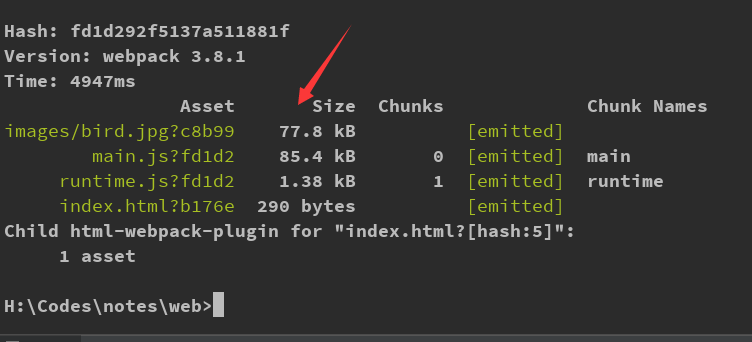 Hash: fd1d292f5137a511881f
Version: webpack 3.8.1
Time: 4947ms
Asset Size Chunks Chunk Names
images/bird.jpg?c8b99 77.8 kB [emitted]
main.js?fd1d2 85.4 kB 0 [emitted] main
runtime.js?fd1d2 1.38 kB 1 [emitted] runtime
index.html?b176e 290 bytes [emitted]
Child html-webpack-plugin for "index.html?[hash:5]":
1 asset
H:\Codes\notes\web>